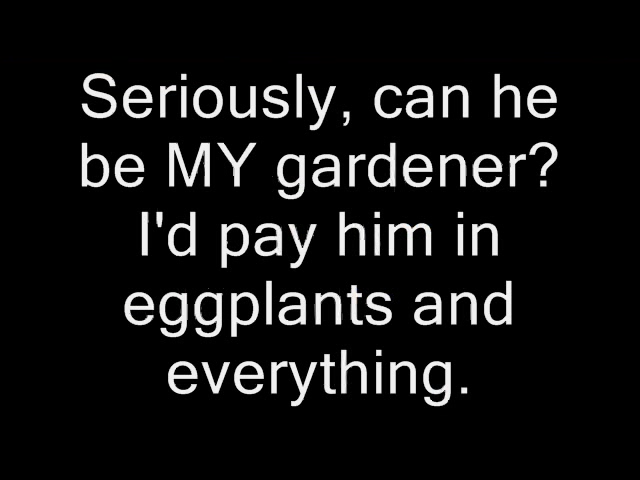 Seriously, can he
be MY gardener?
I'd pay him in
eggplants and
everything.